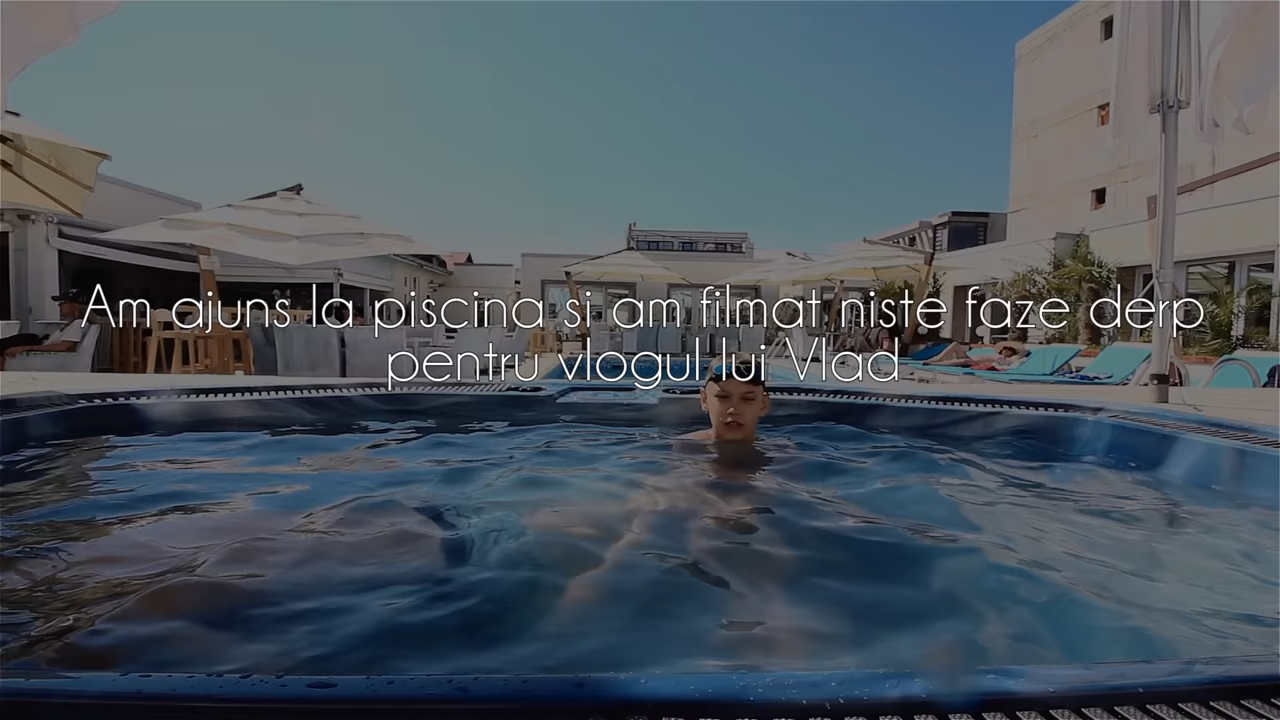 Am ajuns la piscina si am filmat niste faze derp
pentru vlogul lui Vlad